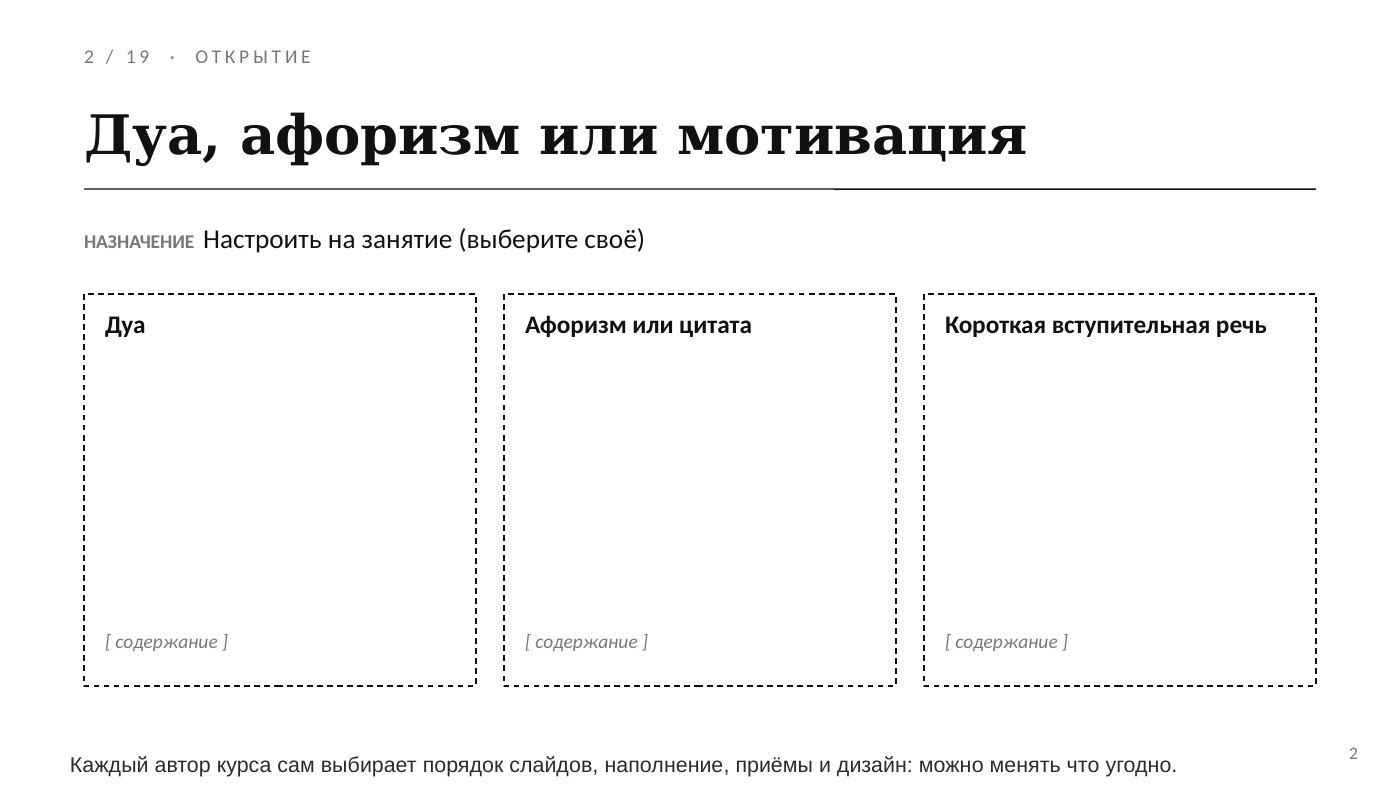 2 / 19 · ОТКРЫТИЕ
Дуа, афоризм или мотивация
НАЗНАЧЕНИЕ Настроить на занятие (выберите своё)
Дуа
Афоризм или цитата
Короткая вступительная речь
[ содержание ]
[ содержание ]
[ содержание ]
2
Каждый автор курса сам выбирает порядок слайдов, наполнение, приёмы и дизайн: можно менять что угодно.